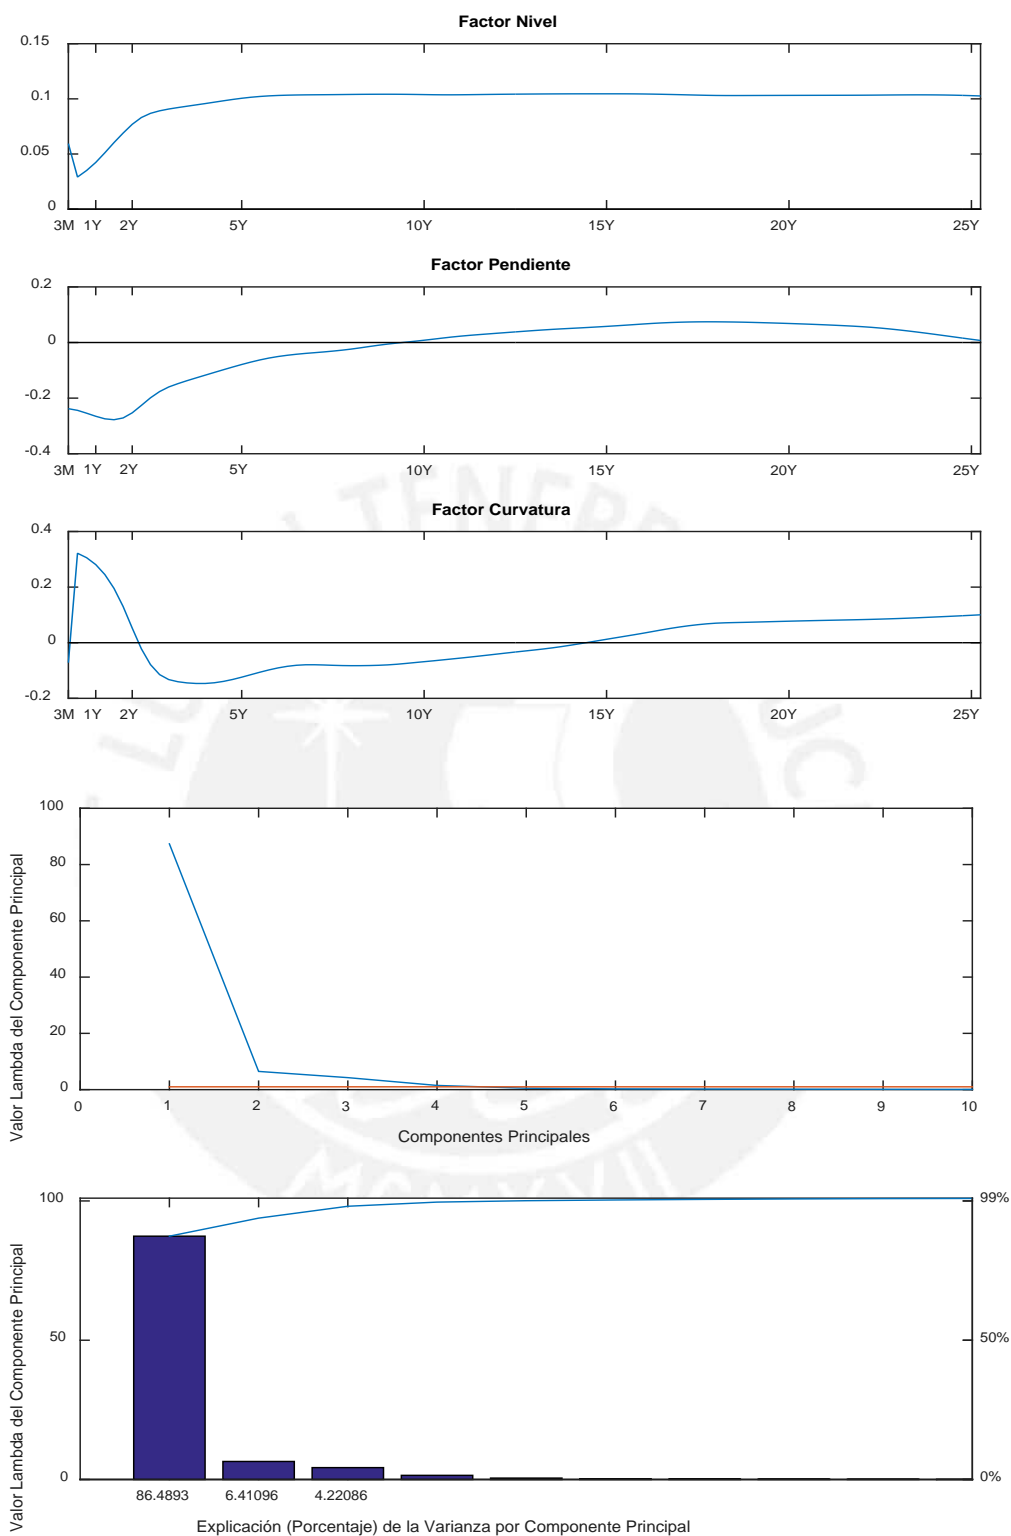 Factor Nivel
0.15
0.1
0.05
0
3M 1Y 2Y 5Y 10Y 15Y 20Y 25Y
Factor Pendiente
0.2
0
-0.2
-0.4
3M 1Y 2Y 5Y 10Y 15Y 20Y 25Y
TENEBR
Factor Curvatura
0.4
0.2
0
-0.2
3M 1Y 2Y 5Y 10Y 15Y 20Y 25Y
Valor Lambda del Componente Principal
100
80
60
40
20
0
0 1 2 3 4 5 6 7 8 9 10
Componentes Principales
MCMXVII
Valor Lambda del Componente Principal
100
50
0
99%
50%
0%
86.4893 6.41096 4.22086
Explicación (Porcentaje) de la Varianza por Componente Principal